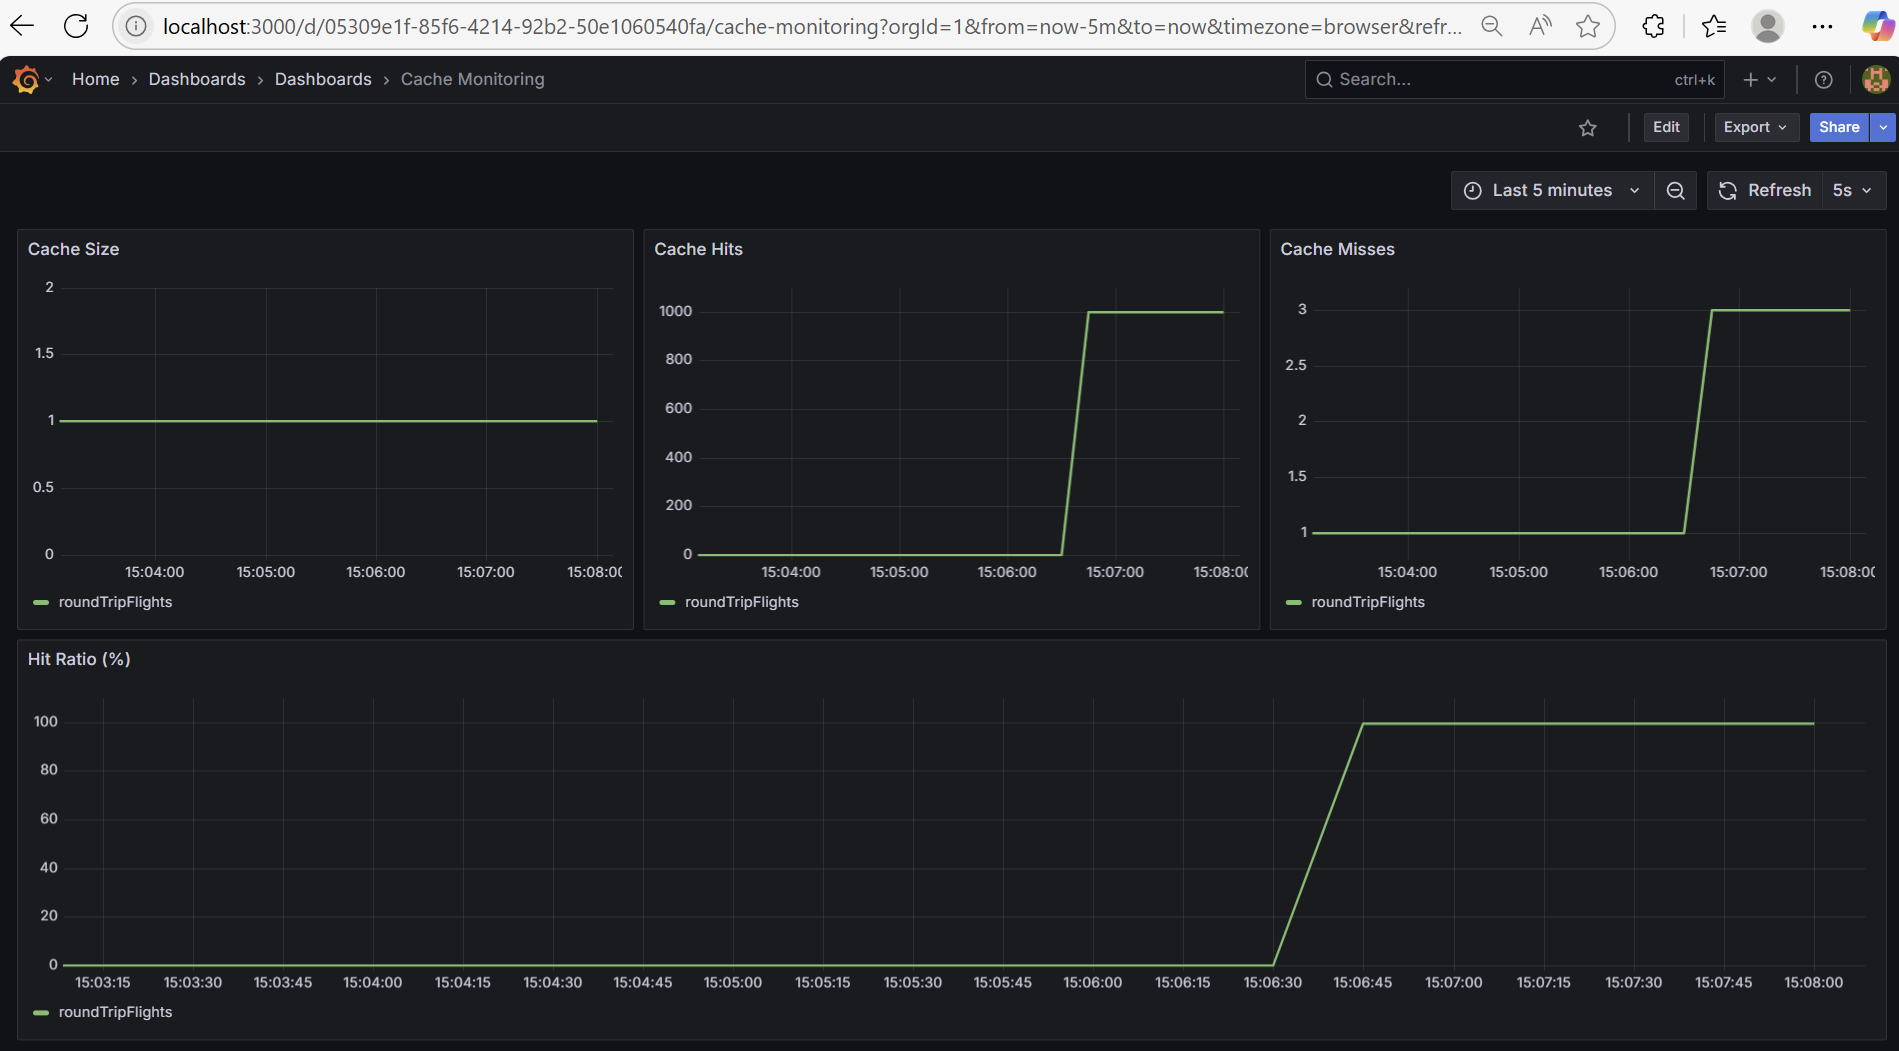 localhost:3000/d/05309e1f-85f6-4214-92b2-50e1060540fa/cache-monitoring?orgId=1&from=now-5m&to=now&timezone=browser&refr...
Home › Dashboards › Dashboards › Cache Monitoring
Search... ctrl+k
Edit Export Share
Last 5 minutes Refresh 5s
Cache Size
2
1.5
1
0.5
0
15:04:00 15:05:00 15:06:00 15:07:00 15:08:0
roundTripFlights
Cache Hits
1000
800
600
400
200
0
15:04:00 15:05:00 15:06:00 15:07:00 15:08:0
roundTripFlights
Cache Misses
3
2.5
2
1.5
1
15:04:00 15:05:00 15:06:00 15:07:00 15:08:0
roundTripFlights
Hit Ratio (%)
100
80
60
40
20
0
15:03:15 15:03:30 15:03:45 15:04:00 15:04:15 15:04:30 15:04:45 15:05:00 15:05:15 15:05:30 15:05:45 15:06:00 15:06:15 15:06:30 15:06:45 15:07:00 15:07:15 15:07:30 15:07:45 15:08:00
roundTripFlights